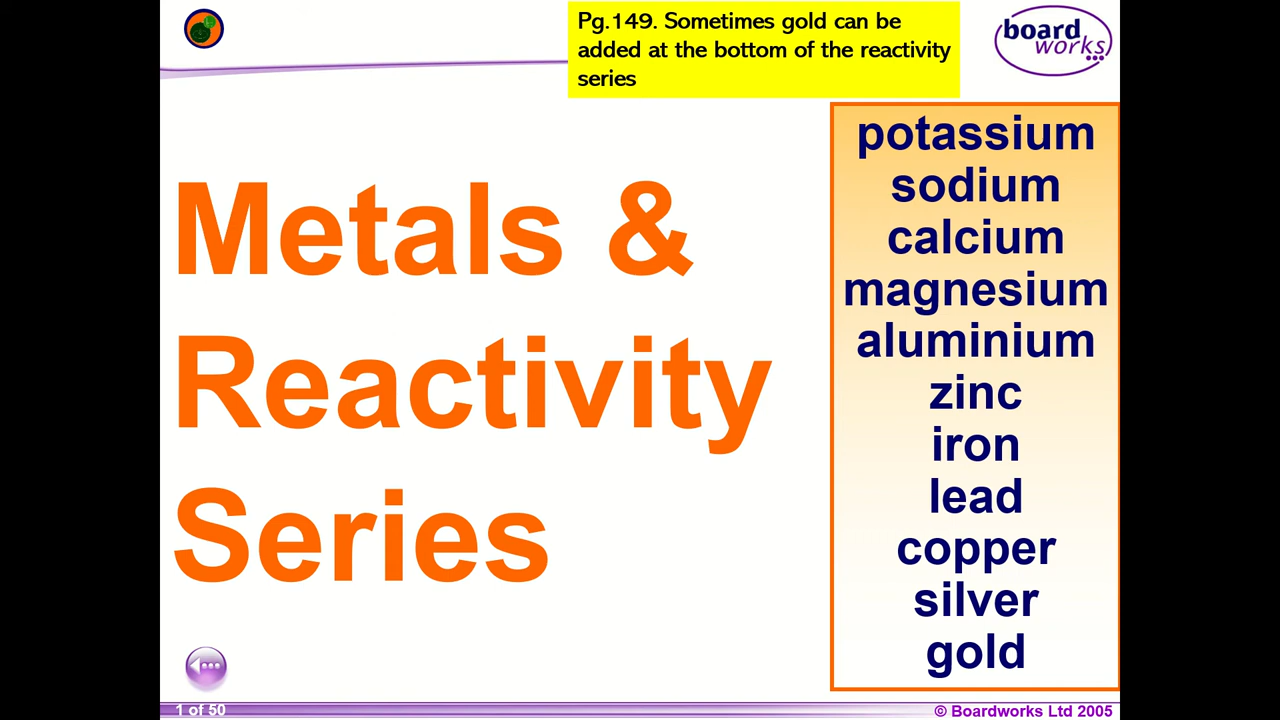 Pg.149. Sometimes gold can be
added at the bottom of the reactivity
series
board
works
Metals &
Reactivity
Series
potassium
sodium
calcium
magnesium
aluminium
zinc
iron
lead
copper
silver
gold
1 of 50
© Boardworks Ltd 2005